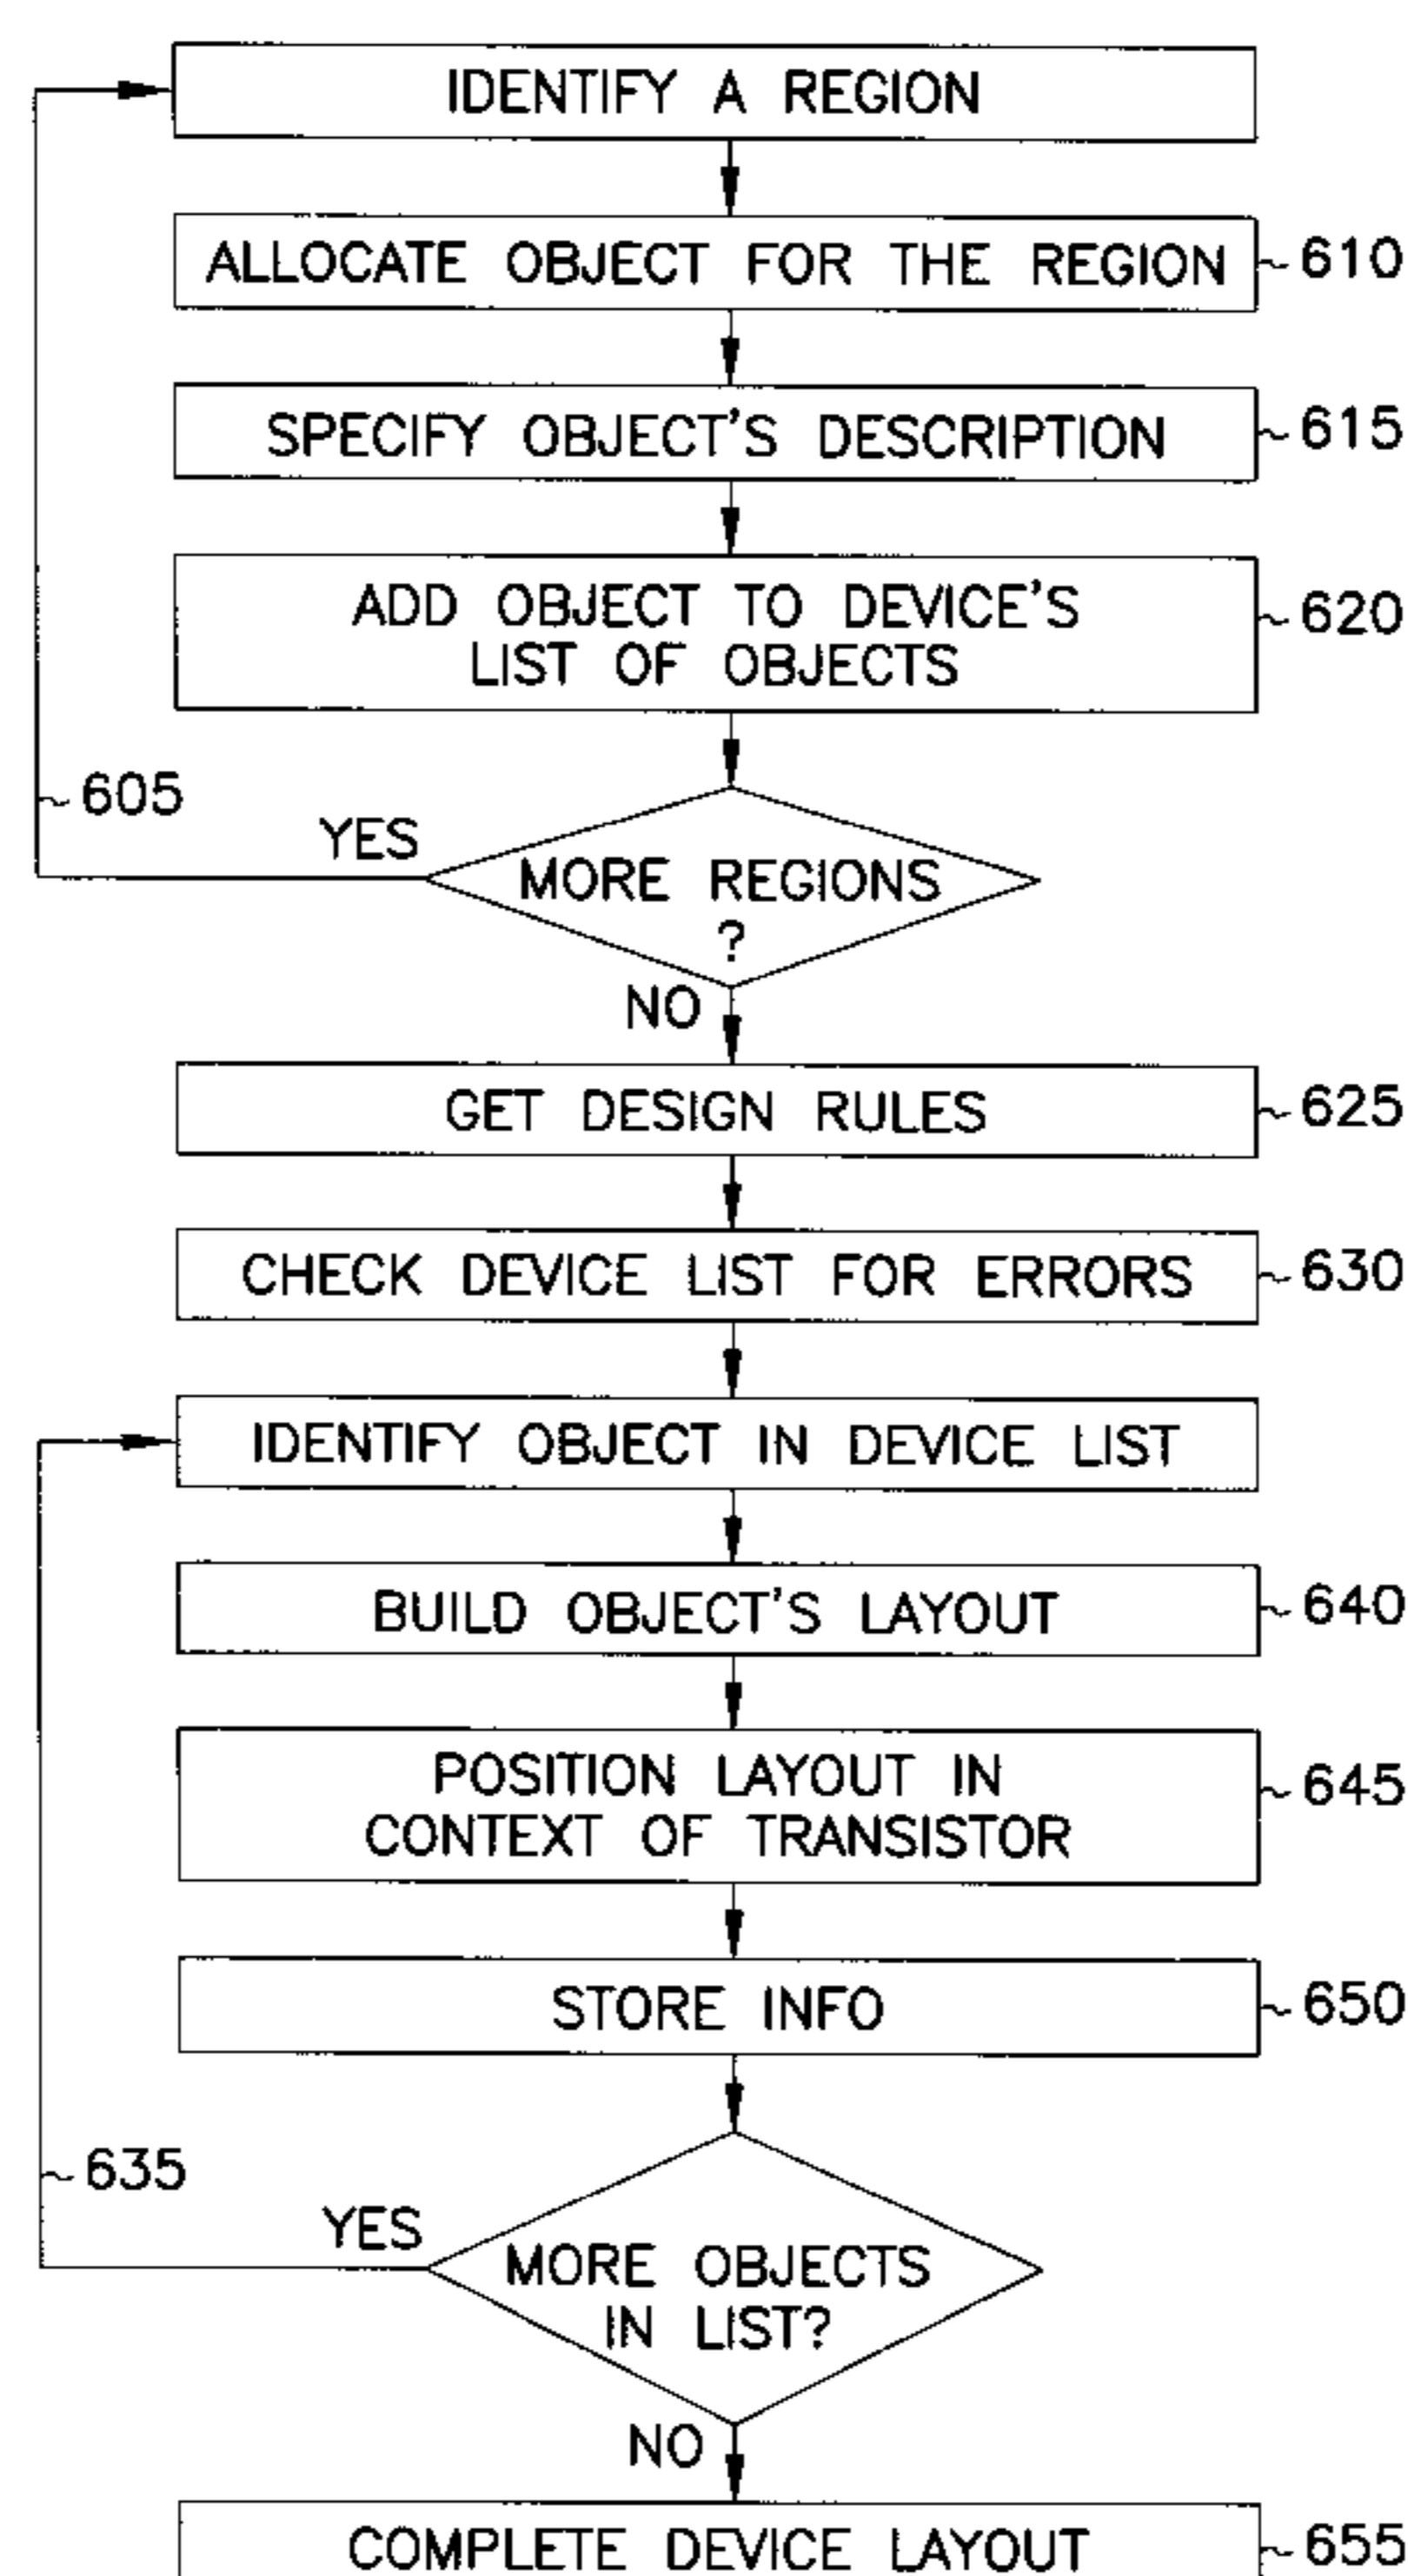 IDENTIFY A REGION
ALLOCATE OBJECT FOR THE REGION
610
SPECIFY OBJECT'S DESCRIPTION
615
ADD OBJECT TO DEVICE'S
LIST OF OBJECTS
620
605
YES
MORE REGIONS
?
NO
GET DESIGN RULES
625
CHECK DEVICE LIST FOR ERRORS
630
IDENTIFY OBJECT IN DEVICE LIST
BUILD OBJECT'S LAYOUT
640
POSITION LAYOUT IN
CONTEXT OF TRANSISTOR
645
STORE INFO
650
635
YES
MORE OBJECTS
IN LIST?
NO
COMPLETE DEVICE LAYOUT
655